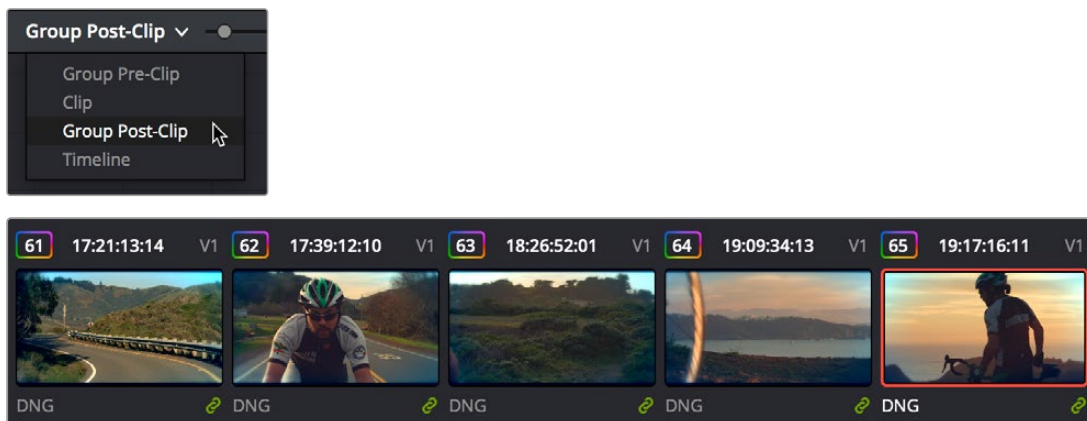 Group Post-Clip
Group Pre-Clip
Clip
Group Post-Clip
Timeline
61 17:21:13:14 V1 62 17:39:12:10 V1 63 18:26:52:01 V1 64 19:09:34:13 V1 65 19:17:16:11 V1
DNG DNG DNG DNG DNG